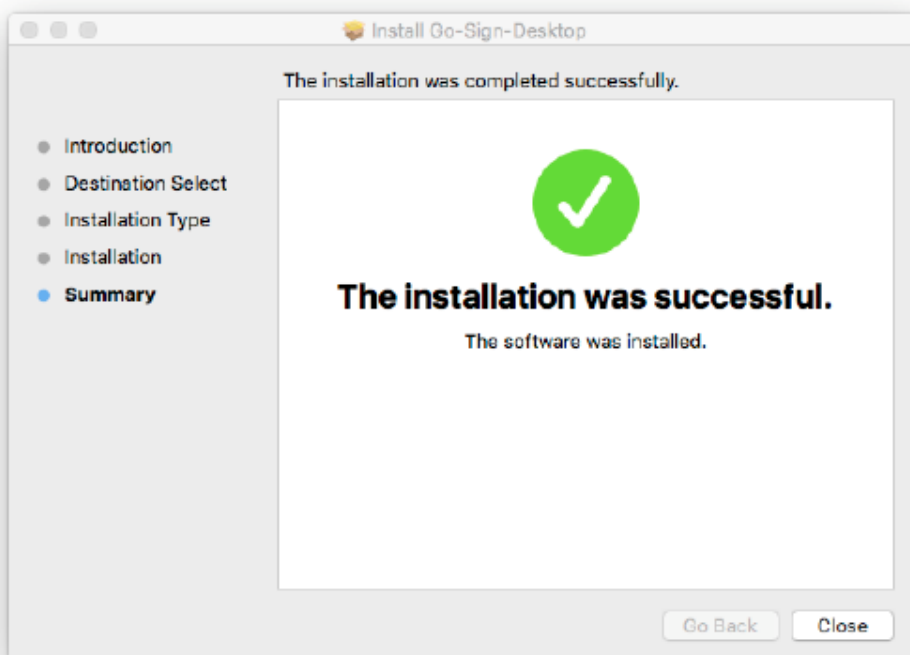 Install Go-Sign-Desktop
The installation was completed successfully.
Introduction
Destination Select
Installation Type
Installation
Summary
The installation was successful.
The software was installed.
Go Back
Close